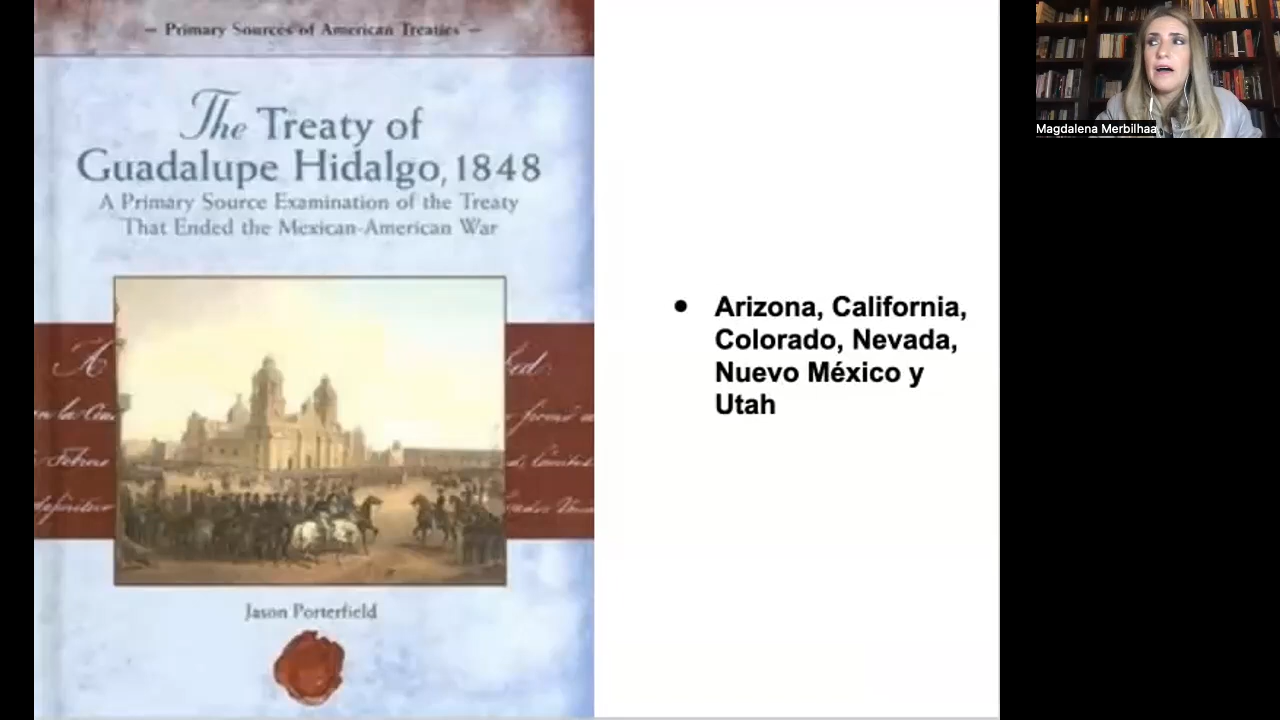 – Primary Sources of American Treaties –
The Treaty of
Guadalupe Hidalgo, 1848
A Primary Source Examination of the Treaty
That Ended the Mexican-American War
Jason Porterfield
● Arizona, California,
Colorado, Nevada,
Nuevo México y
Utah
Magdalena Merbilhaa